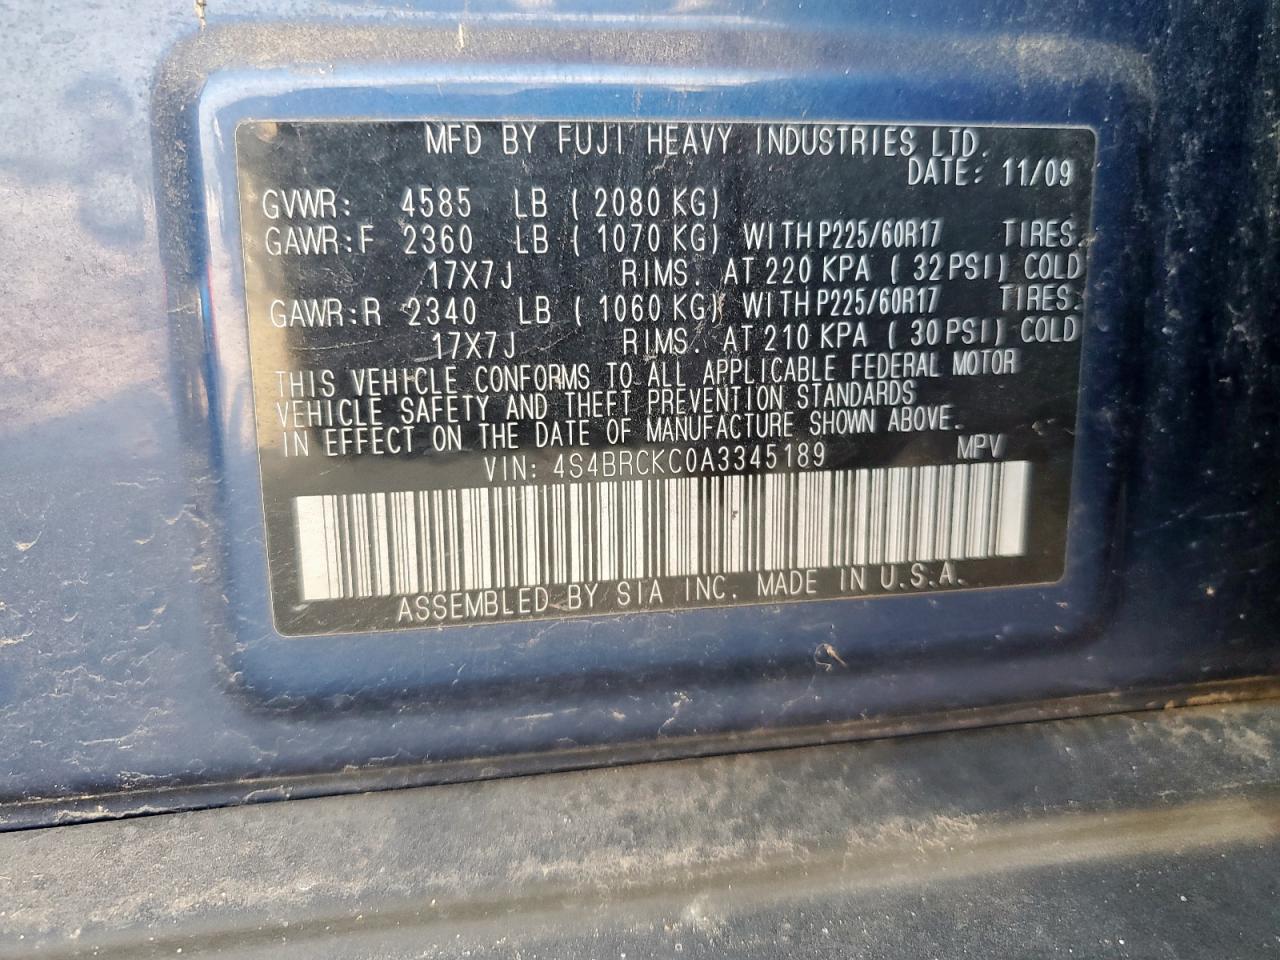 MFD BY FUJI HEAVY INDUSTRIES LTD.
DATE: 11/09
GVWR: 4585 LB ( 2080 KG)
GAWR:F 2360 LB ( 1070 KG) WITH P225/60R17 TIRES.
17X7J RIMS. AT 220 KPA ( 32 PSI) COLD
GAWR:R 2340 LB ( 1060 KG) WITH P225/60R17 TIRES.
17X7J RIMS. AT 210 KPA ( 30 PSI) COLD
THIS VEHICLE CONFORMS TO ALL APPLICABLE FEDERAL MOTOR
VEHICLE SAFETY AND THEFT PREVENTION STANDARDS
IN EFFECT ON THE DATE OF MANUFACTURE SHOWN ABOVE.
VIN: 4S4BRCKC0A3345189 MPV
ASSEMBLED BY SIA INC. MADE IN U.S.A.